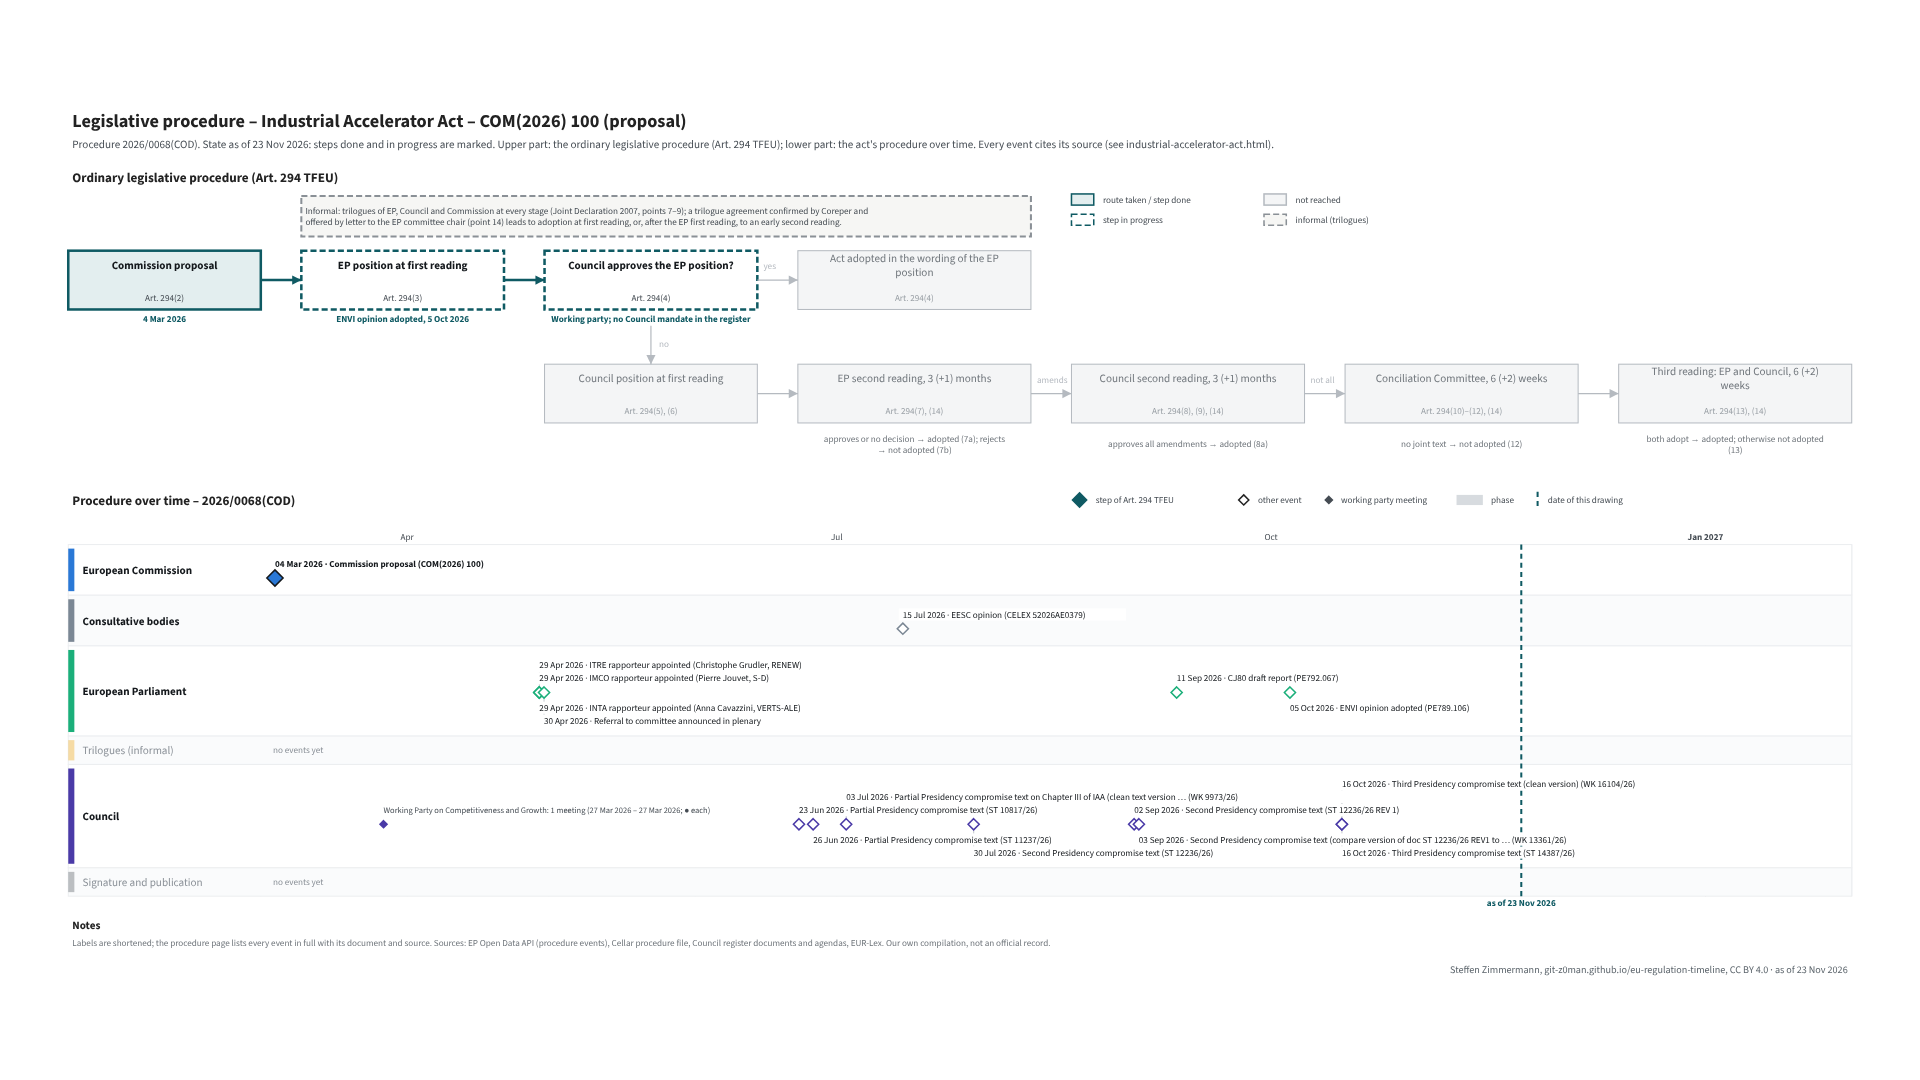 Legislative procedure – Industrial Accelerator Act – COM(2026) 100 (proposal)
Procedure 2026/0068(COD). State as of 23 Nov 2026: steps done and in progress are marked. Upper part: the ordinary legislative procedure (Art. 294 TFEU); lower part: the act's procedure over time. Every event cites its source (see industrial-accelerator-act.html).
Ordinary legislative procedure (Art. 294 TFEU)
Informal: trilogues of EP, Council and Commission at every stage (Joint Declaration 2007, points 7–9); a trilogue agreement confirmed by Coreper and
offered by letter to the EP committee chair (point 14) leads to adoption at first reading, or, after the EP first reading, to an early second reading.
route taken / step done
not reached
step in progress
informal (trilogues)
Commission proposal
Art. 294(2)
4 Mar 2026
EP position at first reading
Art. 294(3)
ENVI opinion adopted, 5 Oct 2026
Council approves the EP position?
Art. 294(4)
Working party; no Council mandate in the register
yes
Act adopted in the wording of the EP
position
Art. 294(4)
no
Council position at first reading
Art. 294(5), (6)
EP second reading, 3 (+1) months
Art. 294(7), (14)
approves or no decision → adopted (7a); rejects
→ not adopted (7b)
amends
Council second reading, 3 (+1) months
Art. 294(8), (9), (14)
approves all amendments → adopted (8a)
not all
Conciliation Committee, 6 (+2) weeks
Art. 294(10)–(12), (14)
no joint text → not adopted (12)
Third reading: EP and Council, 6 (+2)
weeks
Art. 294(13), (14)
both adopt → adopted; otherwise not adopted
(13)
Procedure over time – 2026/0068(COD)
step of Art. 294 TFEU
other event
working party meeting
phase
date of this drawing
Apr
Jul
Oct
Jan 2027
European Commission
04 Mar 2026 · Commission proposal (COM(2026) 100)
Consultative bodies
15 Jul 2026 · EESC opinion (CELEX 52026AE0379)
European Parliament
29 Apr 2026 · ITRE rapporteur appointed (Christophe Grudler, RENEW)
29 Apr 2026 · IMCO rapporteur appointed (Pierre Jouvet, S-D)
29 Apr 2026 · INTA rapporteur appointed (Anna Cavazzini, VERTS-ALE)
30 Apr 2026 · Referral to committee announced in plenary
11 Sep 2026 · CJ80 draft report (PE792.067)
05 Oct 2026 · ENVI opinion adopted (PE789.106)
Trilogues (informal)
no events yet
Council
Working Party on Competitiveness and Growth: 1 meeting (27 Mar 2026 – 27 Mar 2026; ● each)
16 Oct 2026 · Third Presidency compromise text (clean version) (WK 16104/26)
03 Jul 2026 · Partial Presidency compromise text on Chapter III of IAA (clean text version … (WK 9973/26)
23 Jun 2026 · Partial Presidency compromise text (ST 10817/26)
02 Sep 2026 · Second Presidency compromise text (ST 12236/26 REV 1)
26 Jun 2026 · Partial Presidency compromise text (ST 11237/26)
03 Sep 2026 · Second Presidency compromise text (compare version of doc ST 12236/26 REV1 to … (WK 13361/26)
30 Jul 2026 · Second Presidency compromise text (ST 12236/26)
16 Oct 2026 · Third Presidency compromise text (ST 14387/26)
Signature and publication
no events yet
as of 23 Nov 2026
Notes
Labels are shortened; the procedure page lists every event in full with its document and source. Sources: EP Open Data API (procedure events), Cellar procedure file, Council register documents and agendas, EUR-Lex. Our own compilation, not an official record.
Steffen Zimmermann, git-z0man.github.io/eu-regulation-timeline, CC BY 4.0 · as of 23 Nov 2026